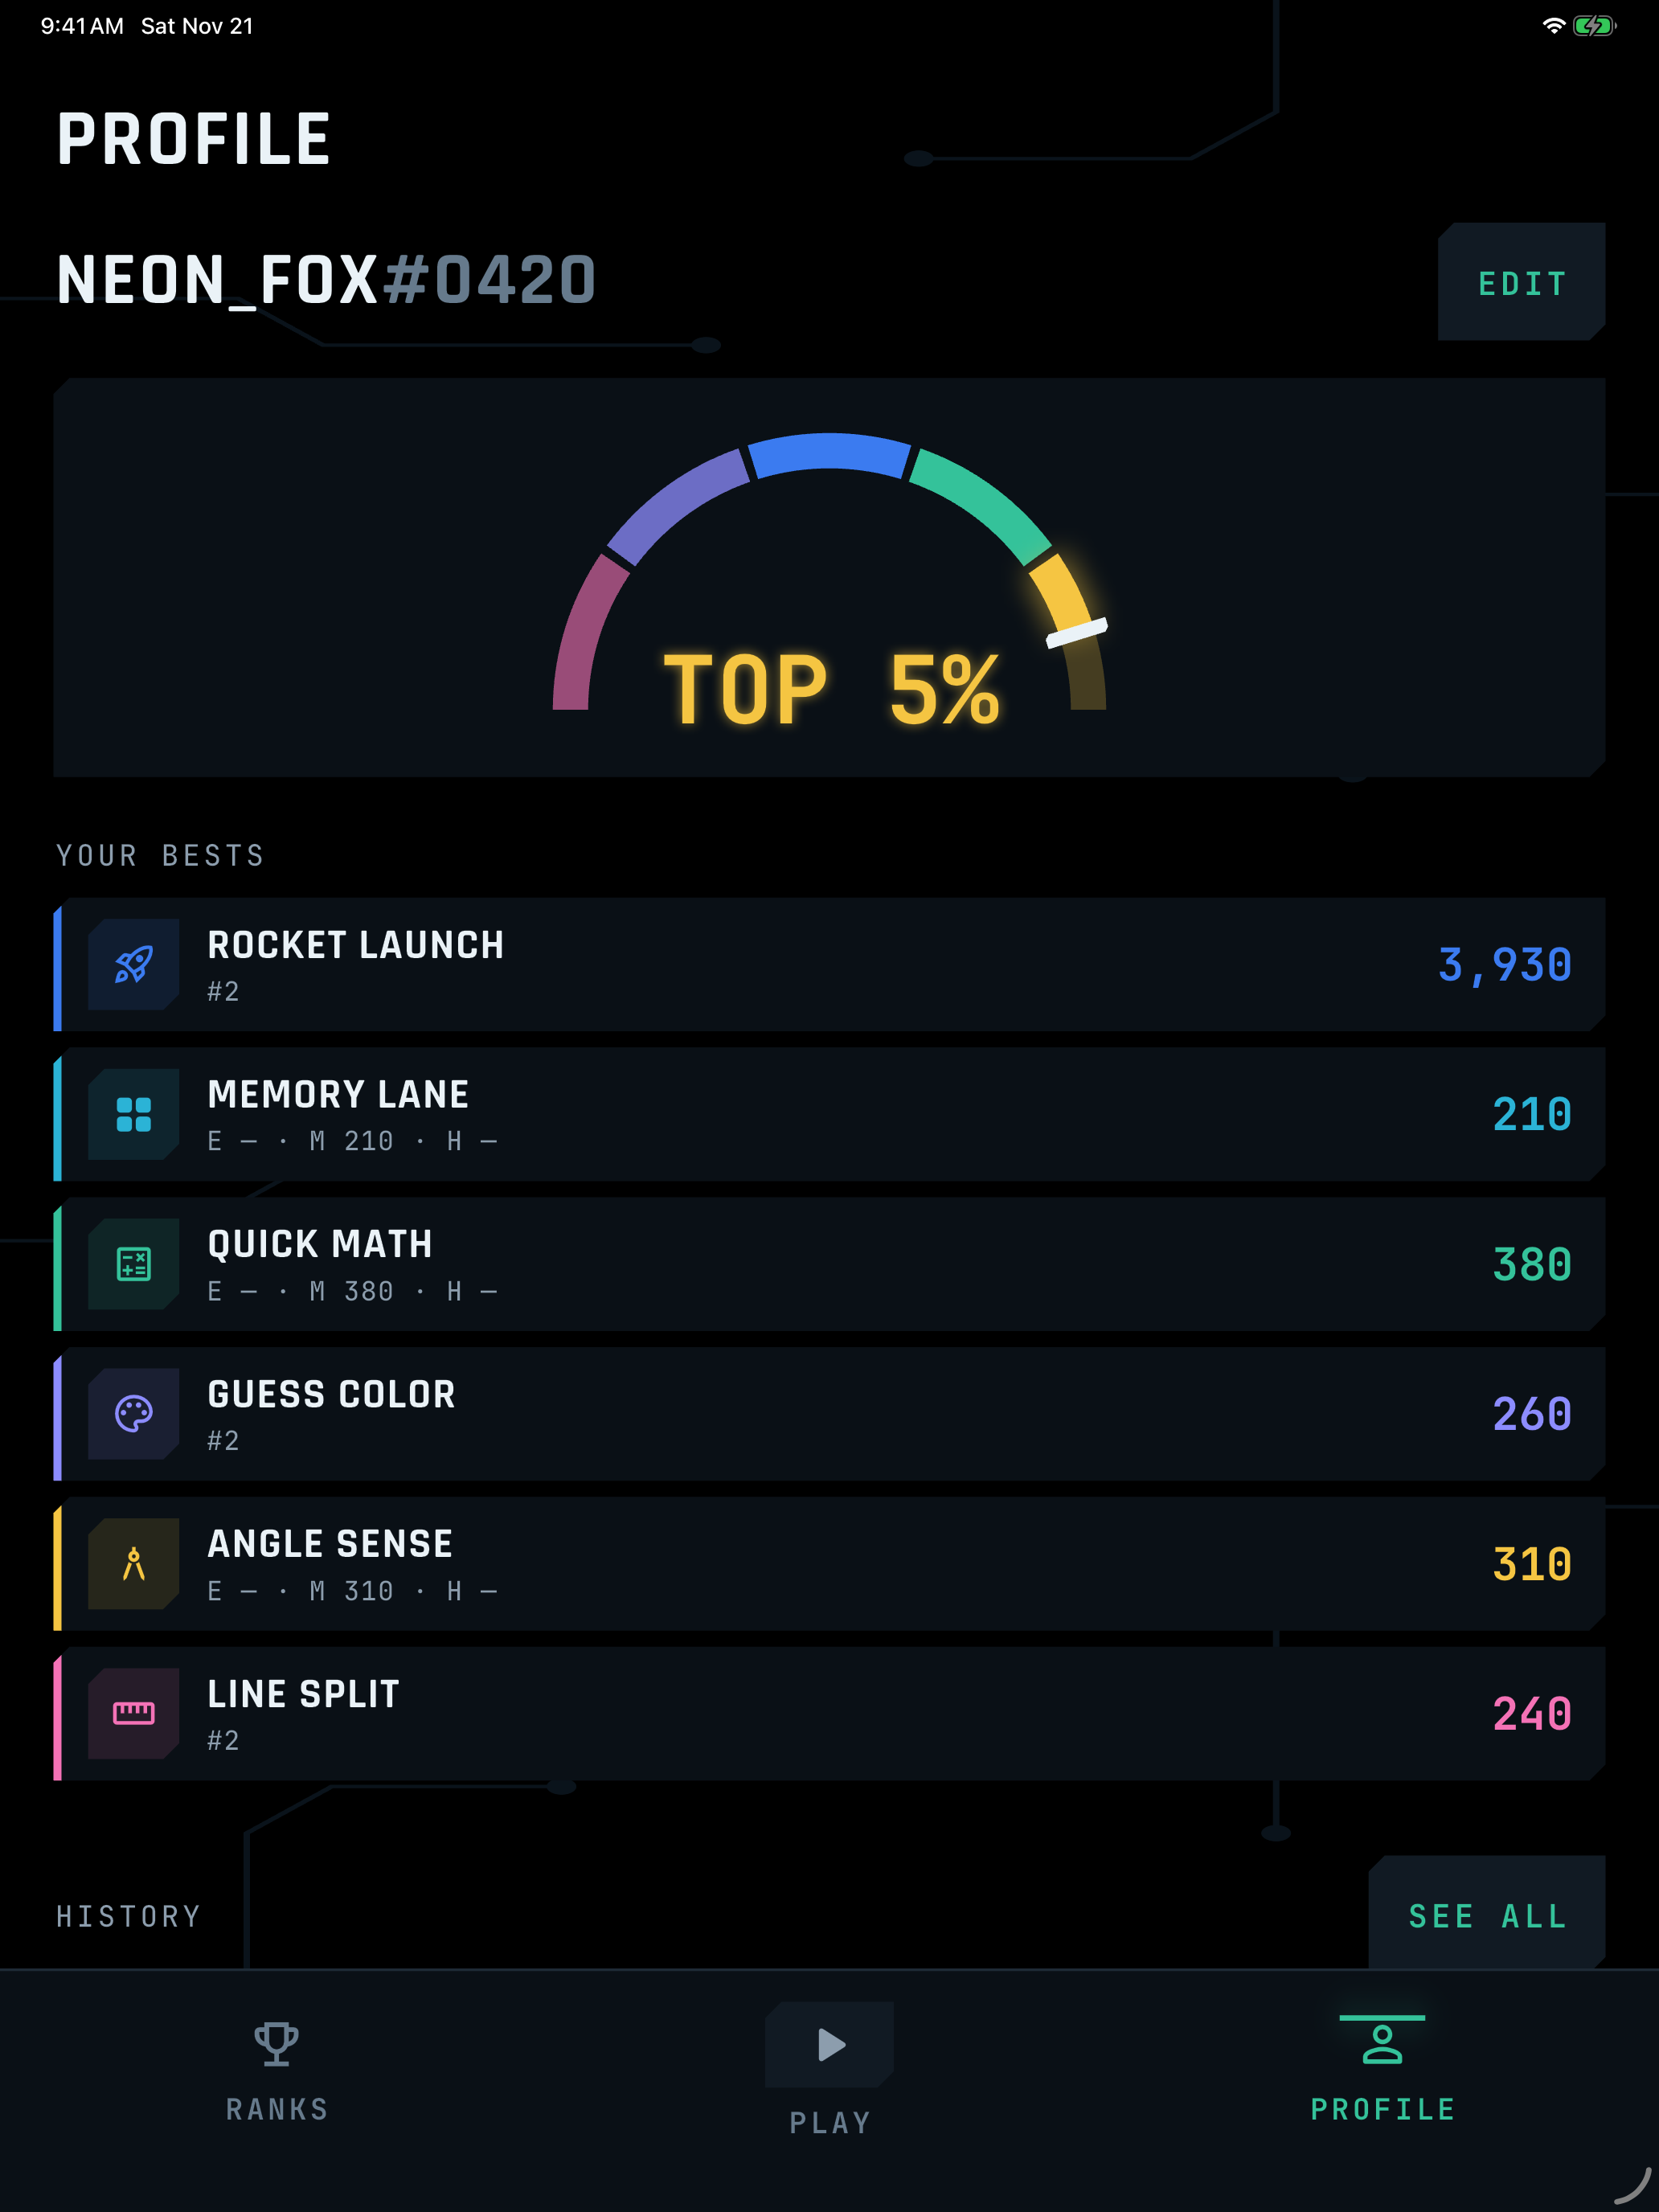 9:41 AM Sat Nov 21
PROFILE
NEON_FOX#0420
EDIT
TOP 5%
YOUR BESTS
ROCKET LAUNCH
#2
3,930
MEMORY LANE
E — · M 210 · H —
210
QUICK MATH
E — · M 380 · H —
380
GUESS COLOR
#2
260
ANGLE SENSE
E — · M 310 · H —
310
LINE SPLIT
#2
240
HISTORY
SEE ALL
RANKS
PLAY
PROFILE